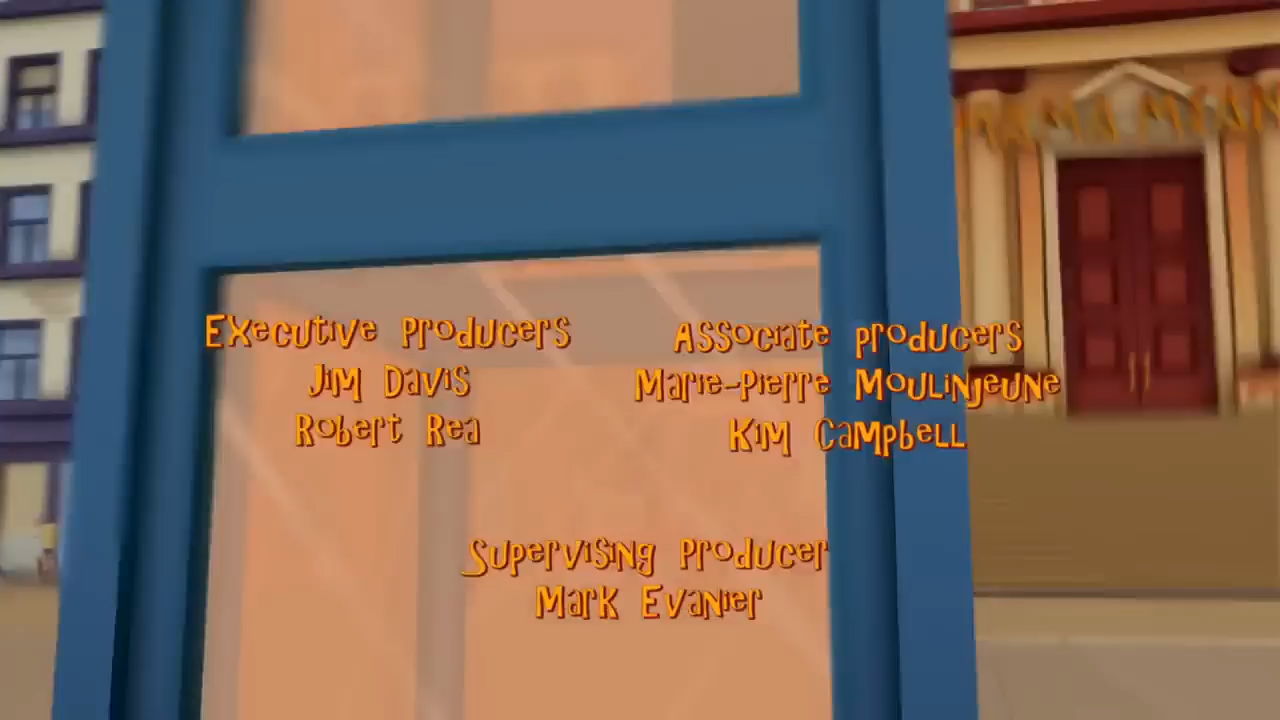 Executive Producers
Jim Davis
Robert Rea
Associate producers
Marie-Pierre Moulinjeune
Kim Campbell
Supervising Producer
Mark Evanier